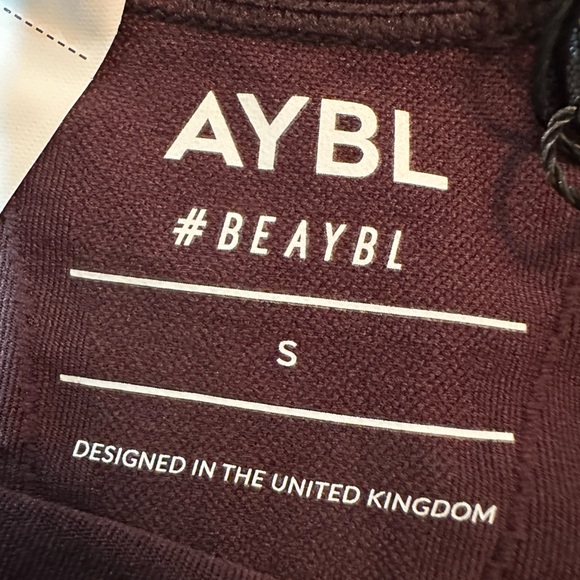 AYBL
#BEAYBL
S
DESIGNED IN THE UNITED KINGDOM